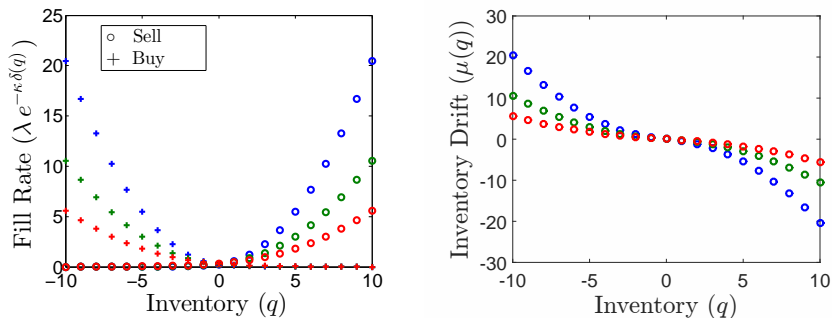 Fill Rate (λ e^{-κδ(q)})
25
20
15
10
5
0
Sell
Buy
−10 −5 0 5 10
Inventory (q)
Inventory Drift (μ(q))
30
20
10
0
-10
-20
-30
-10 -5 0 5 10
Inventory (q)